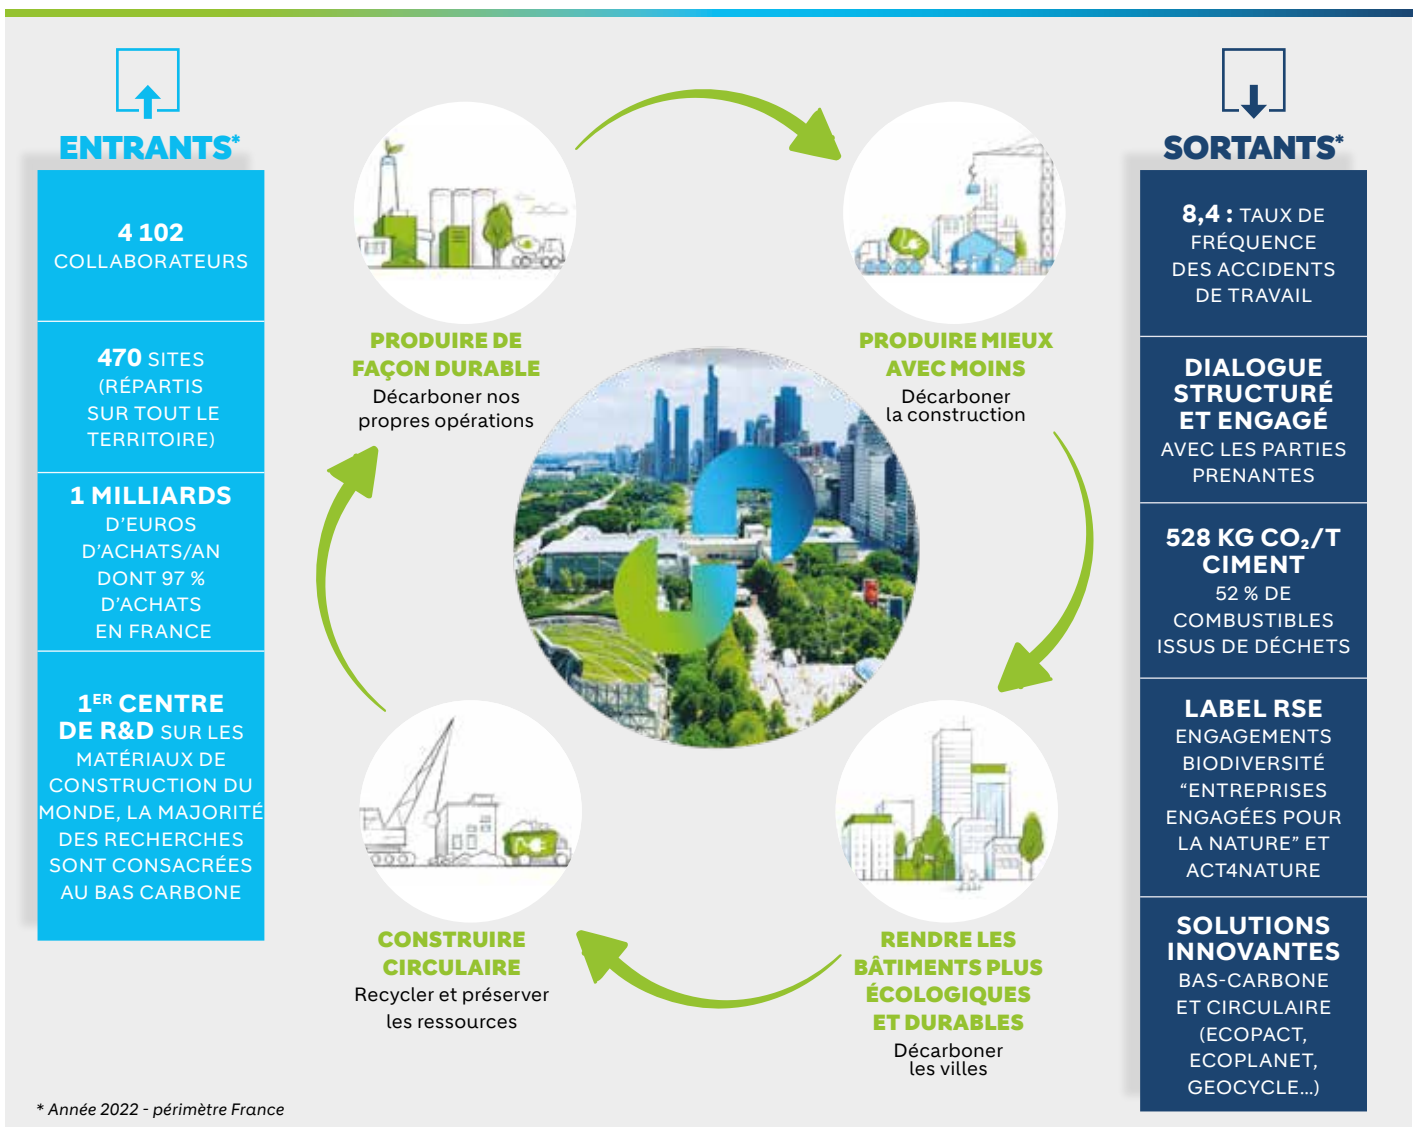 ENTRANTS*
4 102
COLLABORATEURS
470 SITES
(RÉPARTIS
SUR TOUT LE
TERRITOIRE)
1 MILLIARDS
D’EUROS
D’ACHATS/AN
DONT 97 %
D’ACHATS
EN FRANCE
1ER CENTRE
DE R&D SUR LES
MATÉRIAUX DE
CONSTRUCTION DU
MONDE, LA MAJORITÉ
DES RECHERCHES
SONT CONSACRÉES
AU BAS CARBONE
PRODUIRE DE
FAÇON DURABLE
Décarboner nos
propres opérations
PRODUIRE MIEUX
AVEC MOINS
Décarboner
la construction
RENDRE LES
BÂTIMENTS PLUS
ÉCOLOGIQUES
ET DURABLES
Décarboner
les villes
CONSTRUIRE
CIRCULAIRE
Recycler et préserver
les ressources
SORTANTS*
8,4 : TAUX DE
FRÉQUENCE
DES ACCIDENTS
DE TRAVAIL
DIALOGUE
STRUCTURÉ
ET ENGAGÉ
AVEC LES PARTIES
PRENANTES
528 KG CO₂/T
CIMENT
52 % DE
COMBUSTIBLES
ISSUS DE DÉCHETS
LABEL RSE
ENGAGEMENTS
BIODIVERSITÉ
“ENTREPRISES
ENGAGÉES POUR
LA NATURE” ET
ACT4NATURE
SOLUTIONS
INNOVANTES
BAS-CARBONE
ET CIRCULAIRE
(ECOPACT,
ECOPLANET,
GEOCYCLE...)
* Année 2022 - périmètre France